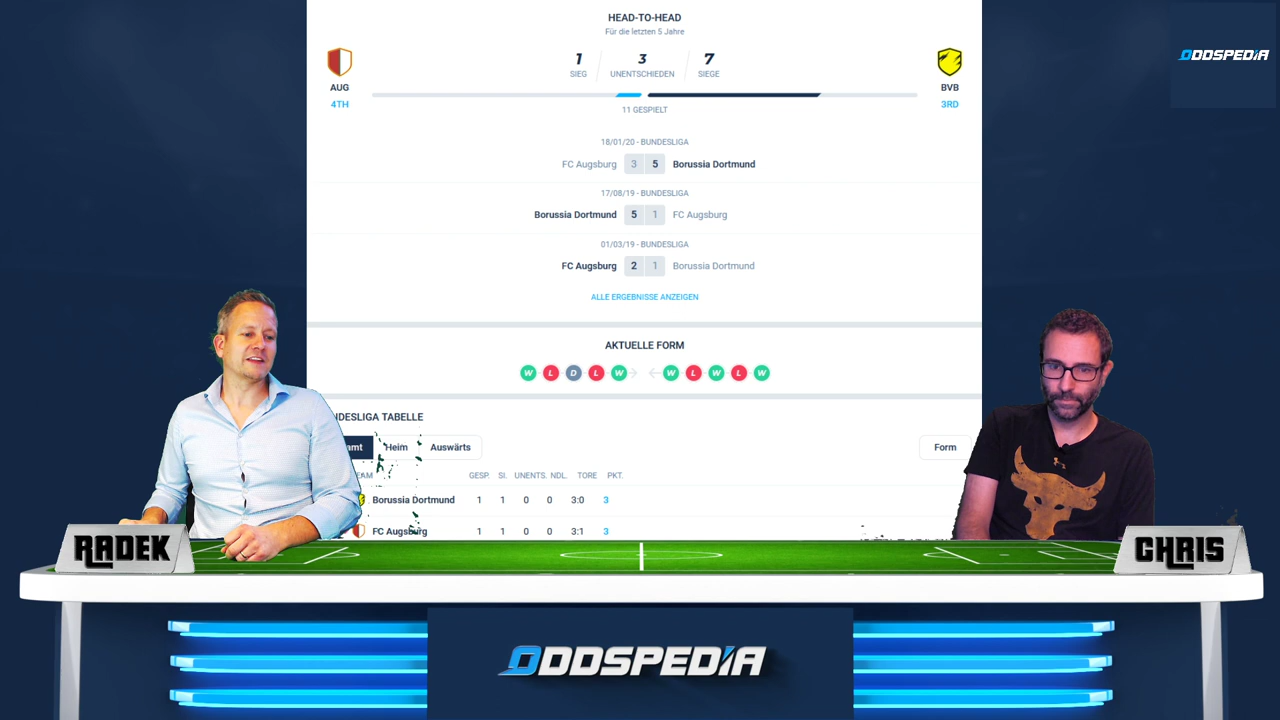 HEAD-TO-HEAD
Für die letzten 5 Jahre
ODDSPEDIA
1 3 7
SIEG UNENTSCHIEDEN SIEGE
AUG BVB
4TH 3RD
11 GESPIELT
18/01/20 - BUNDESLIGA
FC Augsburg 3 5 Borussia Dortmund
17/08/19 - BUNDESLIGA
Borussia Dortmund 5 1 FC Augsburg
01/03/19 - BUNDESLIGA
FC Augsburg 2 1 Borussia Dortmund
ALLE ERGEBNISSE ANZEIGEN
AKTUELLE FORM
W L D L W W L W L W
DESLIGA TABELLE
amt Heim Auswärts Form
EAM GESP. SI. UNENTS. NDL. TORE PKT.
Borussia Dortmund 1 1 0 0 3:0 3
FC Augsburg 1 1 0 0 3:1 3
RADEK
CHRIS
ODDSPEDIA